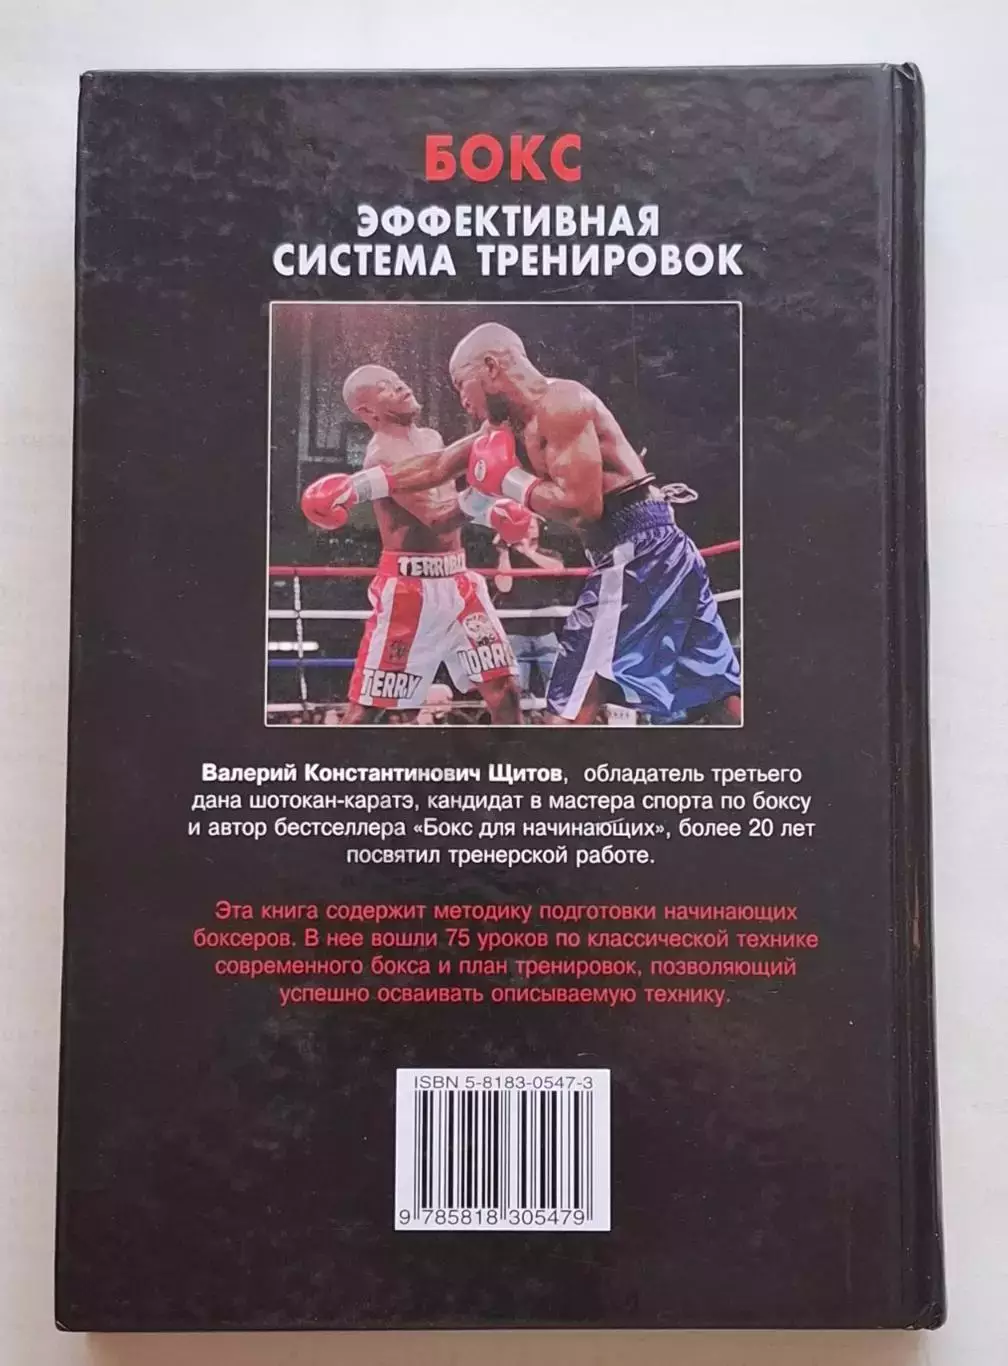 БОКС
ЭФФЕКТИВНАЯ
СИСТЕМА ТРЕНИРОВОК
TERRIBL
TERRY
NORRI
Валерий Константинович Щитов, обладатель третьего
дана шотокан-каратэ, кандидат в мастера спорта по боксу
и автор бестселлера «Бокс для начинающих», более 20 лет
посвятил тренерской работе.
Эта книга содержит методику подготовки начинающих
боксеров. В нее вошли 75 уроков по классической технике
современного бокса и план тренировок, позволяющий
успешно осваивать описываемую технику.
ISBN 5-8183-0547-3
9 785818 305479